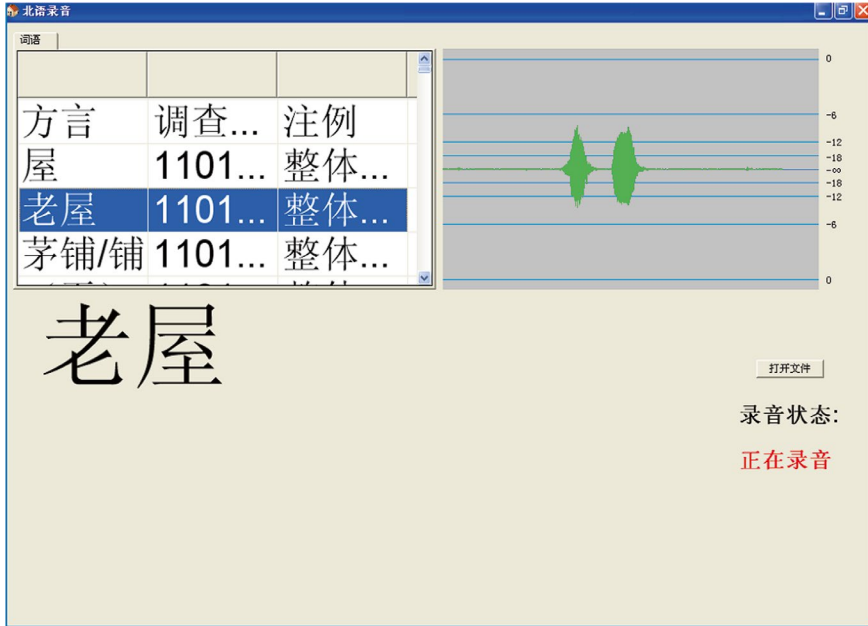 北语录音
词语
方言 调查... 注例
屋 1101... 整体...
老屋 1101... 整体...
茅铺/铺 1101... 整体...
老屋
0
-6
-12
-18
-∞
-18
-12
-6
0
打开文件
录音状态:
正在录音